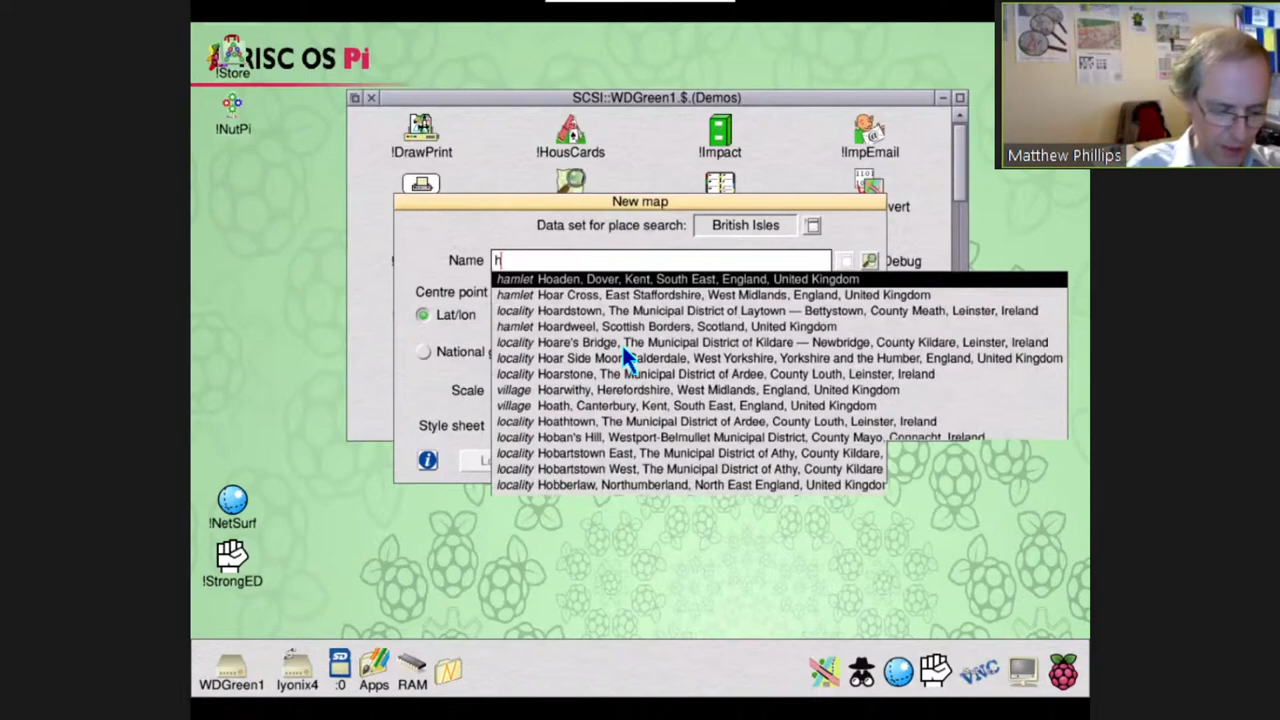 RISC OS Pi
!Store
!NutPi
SCSI::WDGreen1.$.(Demos)
!DrawPrint
!HousCards
!Impact
!ImpEmail
Matthew Phillips
New map
Data set for place search:
British Isles
Name
h
Debug
hamlet Hoaden, Dover, Kent, South East, England, United Kingdom
hamlet Hoar Cross, East Staffordshire, West Midlands, England, United Kingdom
locality Hoardstown, The Municipal District of Laytown — Bettystown, County Meath, Leinster, Ireland
hamlet Hoardweel, Scottish Borders, Scotland, United Kingdom
locality Hoare's Bridge, The Municipal District of Kildare — Newbridge, County Kildare, Leinster, Ireland
locality Hoar Side Moor, Calderdale, West Yorkshire, Yorkshire and the Humber, England, United Kingdom
locality Hoarstone, The Municipal District of Ardee, County Louth, Leinster, Ireland
village Hoarwithy, Herefordshire, West Midlands, England, United Kingdom
village Hoath, Canterbury, Kent, South East, England, United Kingdom
locality Hoathtown, The Municipal District of Ardee, County Louth, Leinster, Ireland
locality Hoban's Hill, Westport-Belmullet Municipal District, County Mayo, Connacht, Ireland
locality Hobartstown East, The Municipal District of Athy, County Kildare,
locality Hobartstown West, The Municipal District of Athy, County Kildare
locality Hobberlaw, Northumberland, North East England, United Kingdom
Centre point
Lat/lon
National
Scale
Style sheet
!NetSurf
!StrongED
WDGreen1
Iyonix4
SD
:0
Apps
RAM
VNC